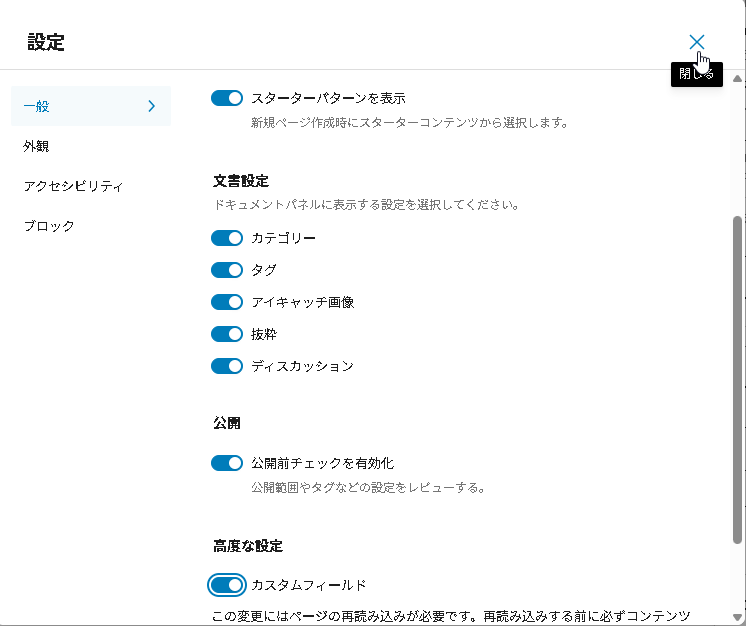 設定
閉じる
一般
外観
アクセシビリティ
ブロック
スターターパターンを表示
新規ページ作成時にスターターコンテンツから選択します。
文書設定
ドキュメントパネルに表示する設定を選択してください。
カテゴリー
タグ
アイキャッチ画像
抜粋
ディスカッション
公開
公開前チェックを有効化
公開範囲やタグなどの設定をレビューする。
高度な設定
カスタムフィールド
この変更にはページの再読み込みが必要です。再読み込みする前に必ずコンテンツ